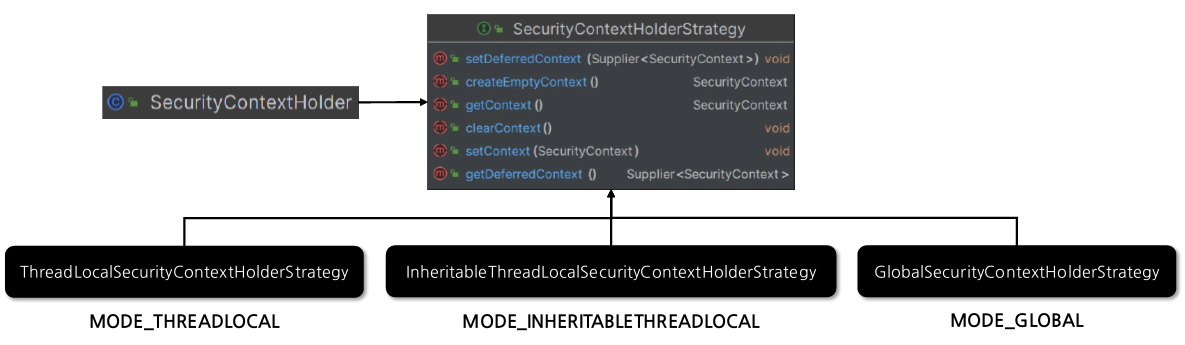 SecurityContextHolderStrategy
setDeferredContext (Supplier<SecurityContext>) void
createEmptyContext () SecurityContext
SecurityContextHolder
getContext () SecurityContext
clearContext () void
setContext (SecurityContext) void
getDeferredContext () Supplier<SecurityContext>
ThreadLocalSecurityContextHolderStrategy
InheritableThreadLocalSecurityContextHolderStrategy
GlobalSecurityContextHolderStrategy
MODE_THREADLOCAL
MODE_INHERITABLETHREADLOCAL
MODE_GLOBAL